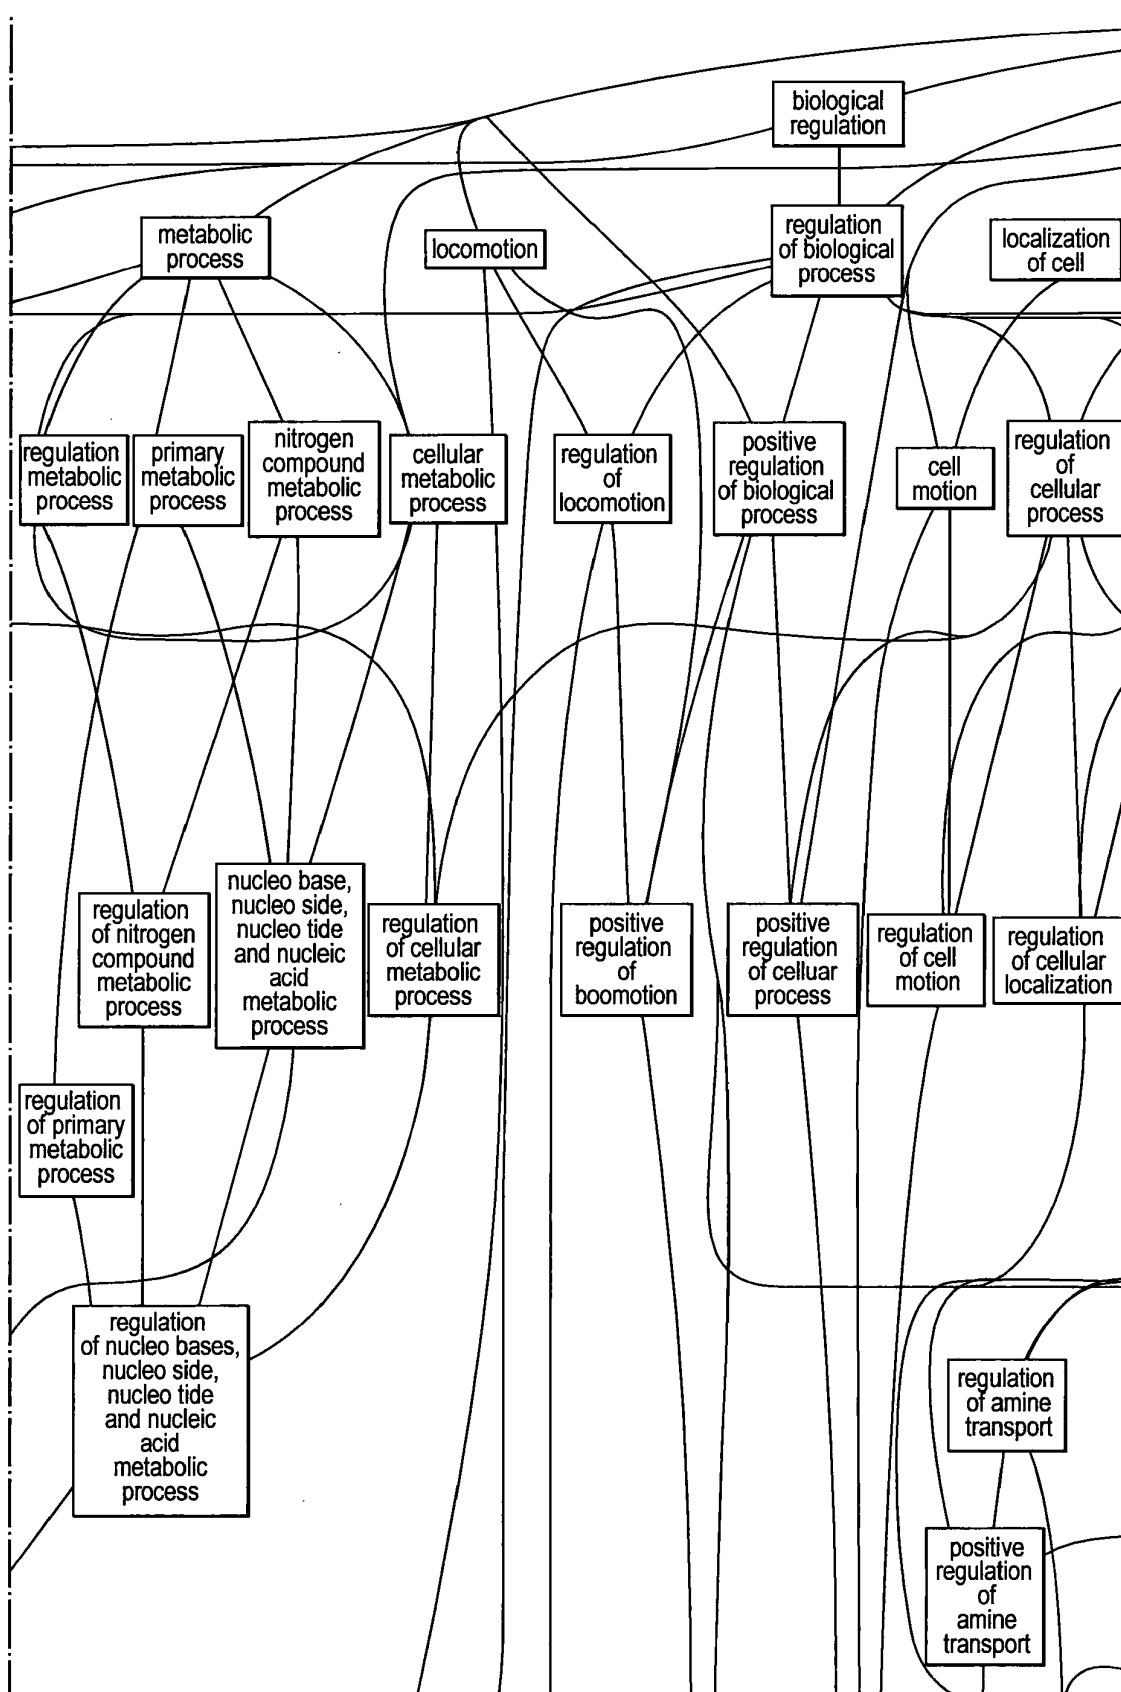 biological
regulation
metabolic
process
locomotion
regulation
of biological
process
localization
of cell
regulation
metabolic
process
primary
metabolic
process
nitrogen
compound
metabolic
process
cellular
metabolic
process
regulation
of
locomotion
positive
regulation
of biological
process
cell
motion
regulation
of
cellular
process
regulation
of nitrogen
compound
metabolic
process
nucleo base,
nucleo side,
nucleo tide
and nucleic
acid
metabolic
process
regulation
of cellular
metabolic
process
positive
regulation
of
boomotion
positive
regulation
of celluar
process
regulation
of cell
motion
regulation
of cellular
localization
regulation
of primary
metabolic
process
regulation
of nucleo bases,
nucleo side,
nucleo tide
and nucleic
acid
metabolic
process
regulation
of amine
transport
positive
regulation
of
amine
transport